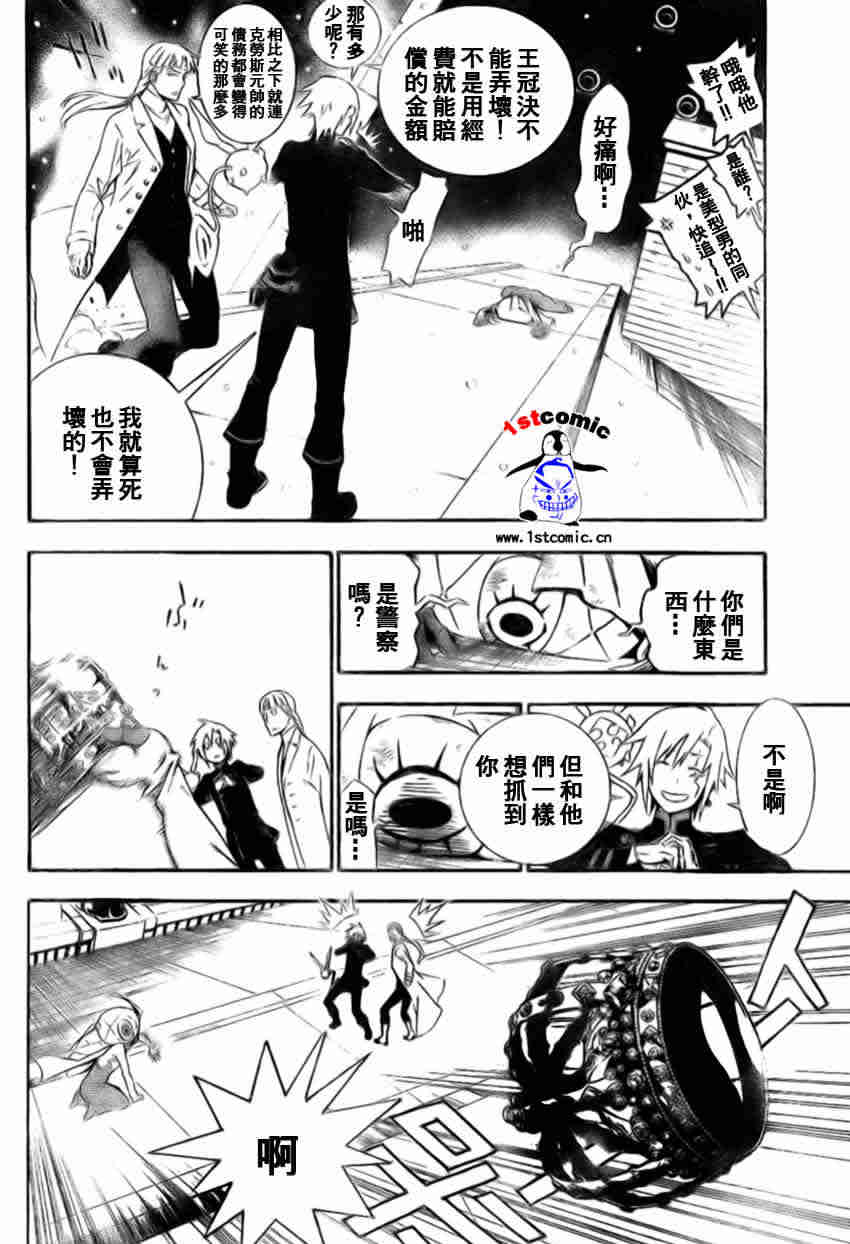 哦哦他
幹了!!
是誰?
是美型男的同
伙，快追~!!
好痛啊…
王冠決不
能弄壞!
不是用經
費就能賠
償的金額
那有多
少呢?
相比之下就連
克勞斯元帥的
債務都會變得
可笑的那麼多
啪
我就算死
也不會弄
壞的!
1stcomic
www.1stcomic.cn
你們是
什麼東
西…
是警察
嗎?
不是啊
但和他
們一樣
想抓到
你
是嗎…
啊